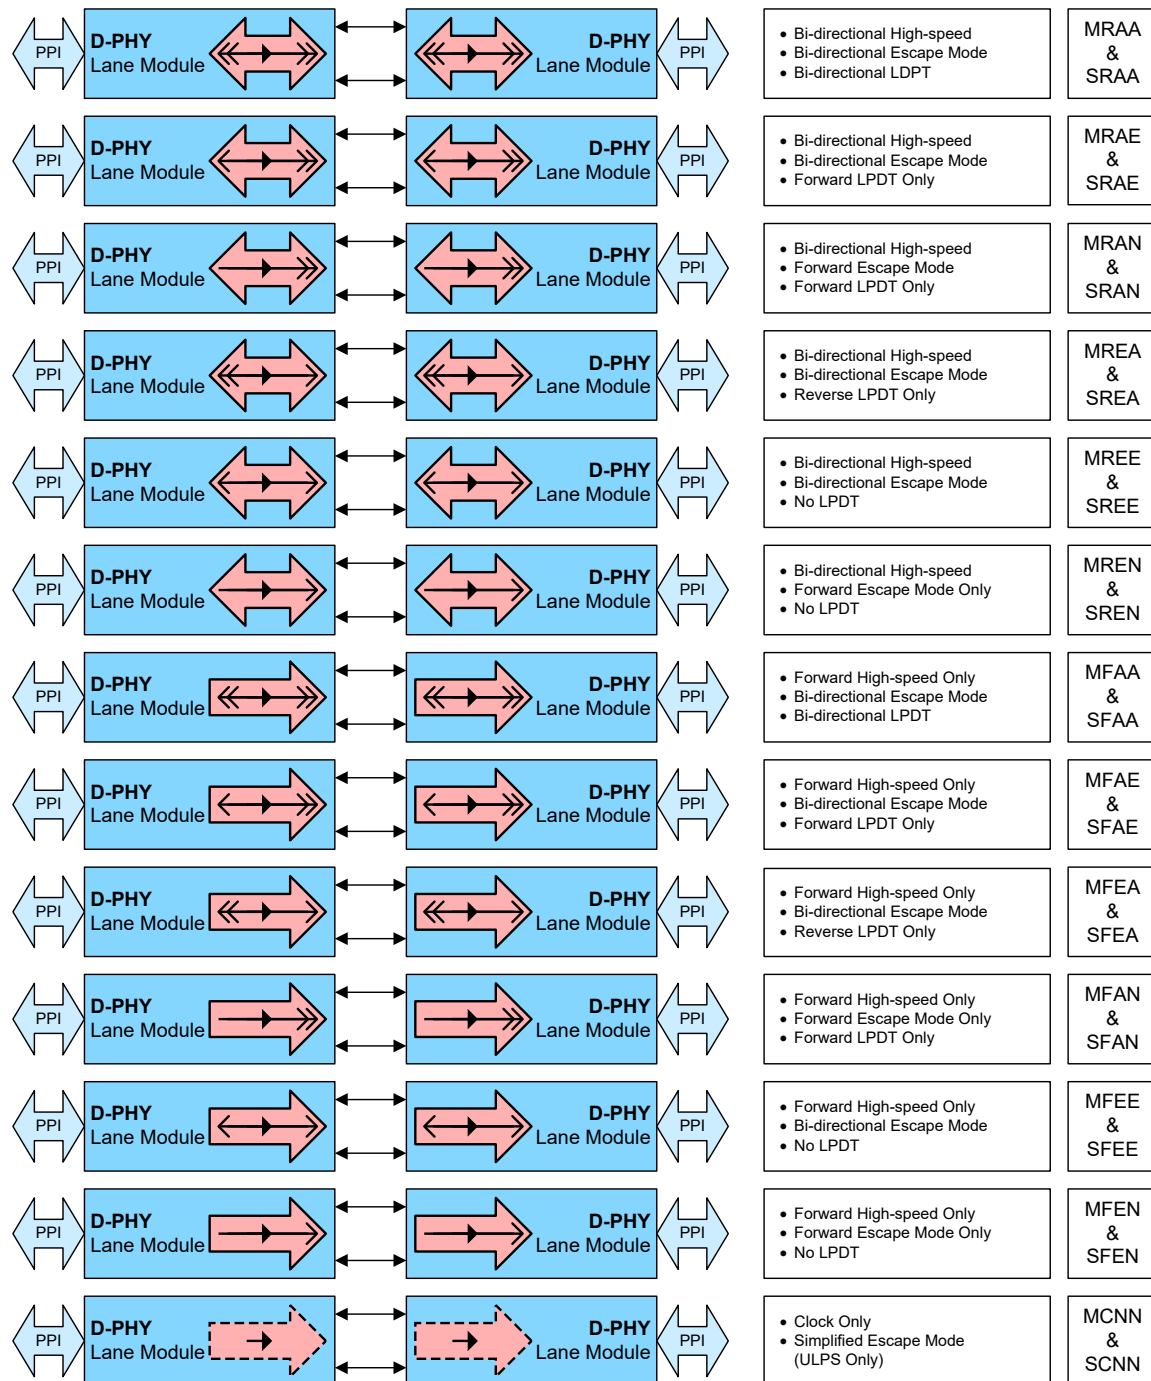 PPI
D-PHY
Lane Module
D-PHY
Lane Module
PPI
• Bi-directional High-speed
• Bi-directional Escape Mode
• Bi-directional LDPT
MRAA
&
SRAA
PPI
D-PHY
Lane Module
D-PHY
Lane Module
PPI
• Bi-directional High-speed
• Bi-directional Escape Mode
• Forward LPDT Only
MRAE
&
SRAE
PPI
D-PHY
Lane Module
D-PHY
Lane Module
PPI
• Bi-directional High-speed
• Forward Escape Mode
• Forward LPDT Only
MRAN
&
SRAN
PPI
D-PHY
Lane Module
D-PHY
Lane Module
PPI
• Bi-directional High-speed
• Bi-directional Escape Mode
• Reverse LPDT Only
MREA
&
SREA
PPI
D-PHY
Lane Module
D-PHY
Lane Module
PPI
• Bi-directional High-speed
• Bi-directional Escape Mode
• No LPDT
MREE
&
SREE
PPI
D-PHY
Lane Module
D-PHY
Lane Module
PPI
• Bi-directional High-speed
• Forward Escape Mode Only
• No LPDT
MREN
&
SREN
PPI
D-PHY
Lane Module
D-PHY
Lane Module
PPI
• Forward High-speed Only
• Bi-directional Escape Mode
• Bi-directional LPDT
MFAA
&
SFAA
PPI
D-PHY
Lane Module
D-PHY
Lane Module
PPI
• Forward High-speed Only
• Bi-directional Escape Mode
• Forward LPDT Only
MFAE
&
SFAE
PPI
D-PHY
Lane Module
D-PHY
Lane Module
PPI
• Forward High-speed Only
• Bi-directional Escape Mode
• Reverse LPDT Only
MFEA
&
SFEA
PPI
D-PHY
Lane Module
D-PHY
Lane Module
PPI
• Forward High-speed Only
• Forward Escape Mode Only
• Forward LPDT Only
MFAN
&
SFAN
PPI
D-PHY
Lane Module
D-PHY
Lane Module
PPI
• Forward High-speed Only
• Bi-directional Escape Mode
• No LPDT
MFEE
&
SFEE
PPI
D-PHY
Lane Module
D-PHY
Lane Module
PPI
• Forward High-speed Only
• Forward Escape Mode Only
• No LPDT
MFEN
&
SFEN
PPI
D-PHY
Lane Module
D-PHY
Lane Module
PPI
• Clock Only
• Simplified Escape Mode
(ULPS Only)
MCNN
&
SCNN